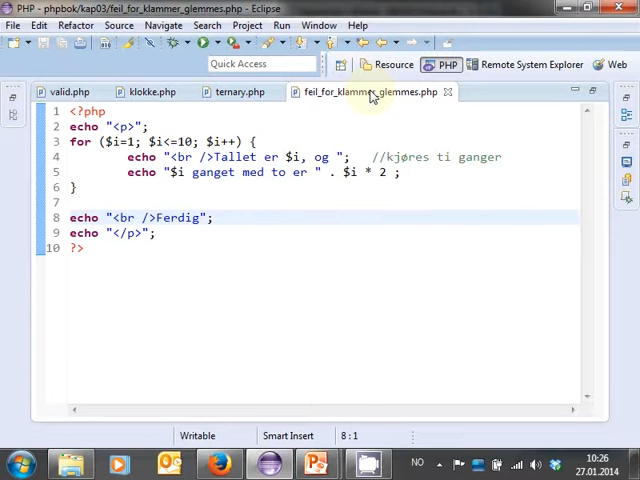 PHP - phpbok/kap03/feil_for_klammer_glemmes.php - Eclipse
File Edit Refactor Source Navigate Search Project Run Window Help
Quick Access Resource PHP Remote System Explorer Web
valid.php klokke.php ternary.php feil_for_klammer_glemmes.php
1 <?php
2 echo "<p>";
3 for ($i=1; $i<=10; $i++) {
4 echo "<br />Tallet er $i, og "; //kjøres ti ganger
5 echo "$i ganget med to er " . $i * 2 ;
6 }
7
8 echo "<br />Ferdig";
9 echo "</p>";
10 ?>
Writable Smart Insert 8 : 1
NO 10:26
27.01.2014